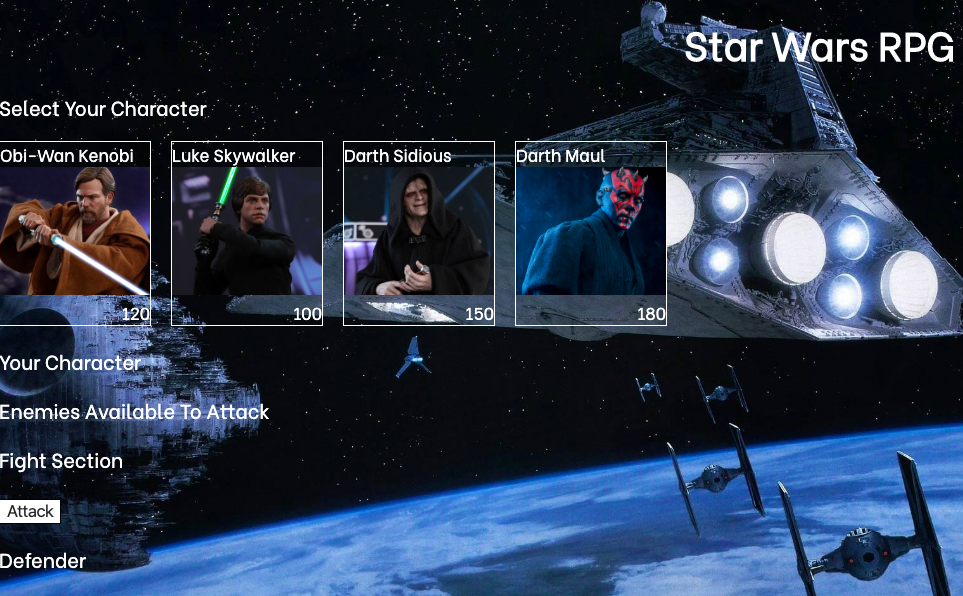 Star Wars RPG
Select Your Character
Obi-Wan Kenobi
Luke Skywalker
Darth Sidious
Darth Maul
120
100
150
180
Your Character
Enemies Available To Attack
Fight Section
Attack
Defender